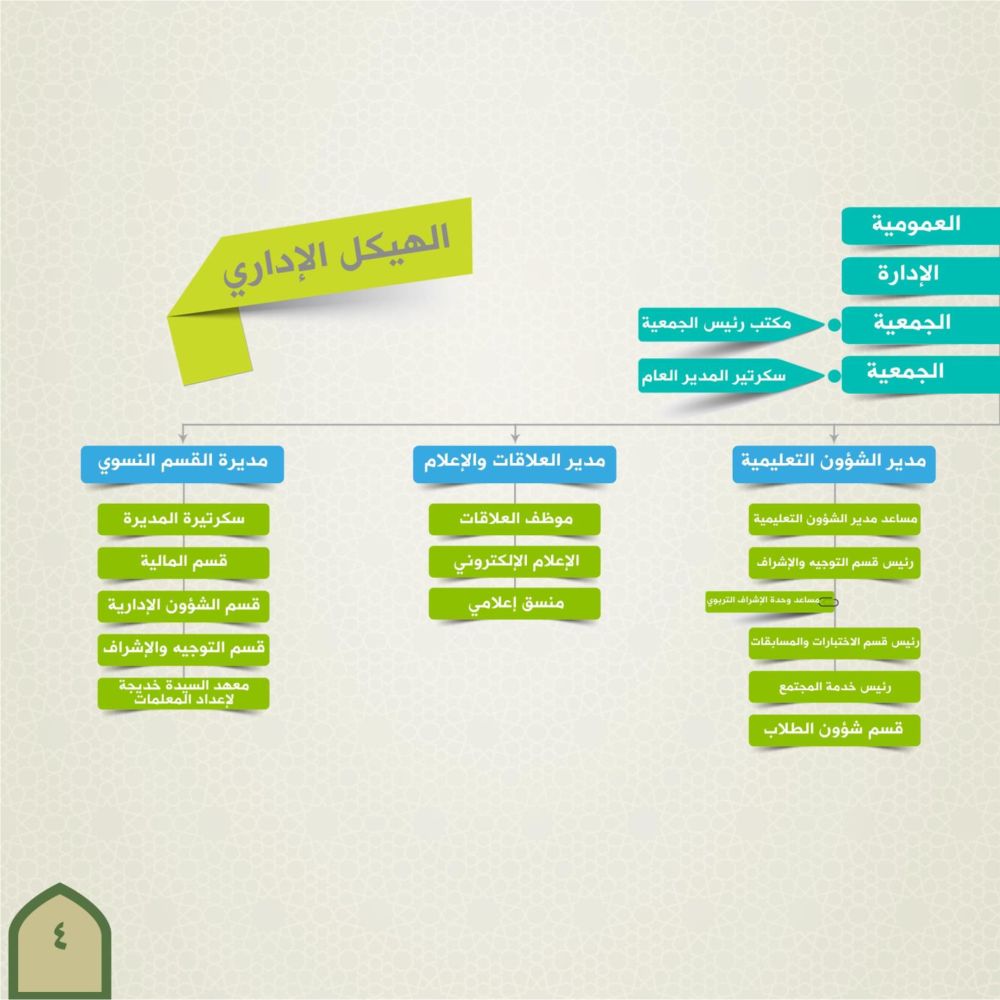 الهيكل الإداري
العمومية
الإدارة
الجمعية
مكتب رئيس الجمعية
الجمعية
سكرتير المدير العام
مدير الشؤون التعليمية
مساعد مدير الشؤون التعليمية
رئيس قسم التوجيه والإشراف
مساعد وحدة الإشراف التربوي
رئيس قسم الاختبارات والمسابقات
رئيس خدمة المجتمع
قسم شؤون الطلاب
مدير العلاقات والإعلام
موظف العلاقات
الإعلام الإلكتروني
منسق إعلامي
مديرة القسم النسوي
سكرتيرة المديرة
قسم المالية
قسم الشؤون الإدارية
قسم التوجيه والإشراف
معهد السيدة خديجة
لإعداد المعلمات
٤